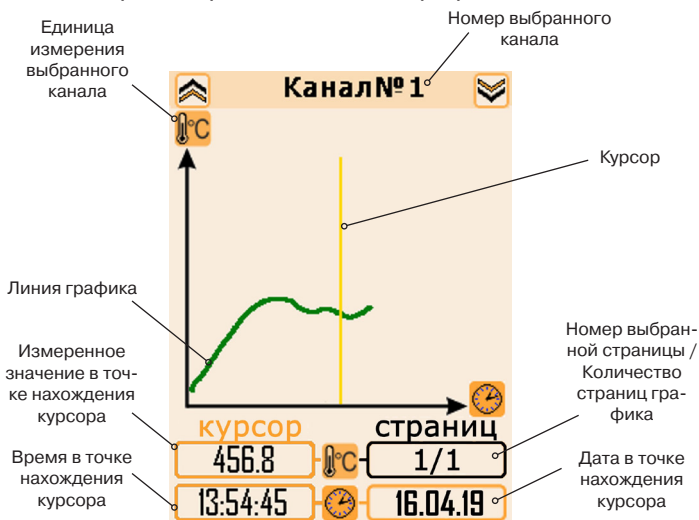 Единица
измерения
выбранного
канала
Номер выбранного
канала
Канал№1
°C
Курсор
Линия графика
Измеренное
значение в точ-
ке нахождения
курсора
Номер выбран-
ной страницы /
Количество
страниц гра-
фика
курсор
страниц
456.8
°C
1/1
Время в точке
нахождения
курсора
13:54:45
16.04.19
Дата в точке
нахождения
курсора